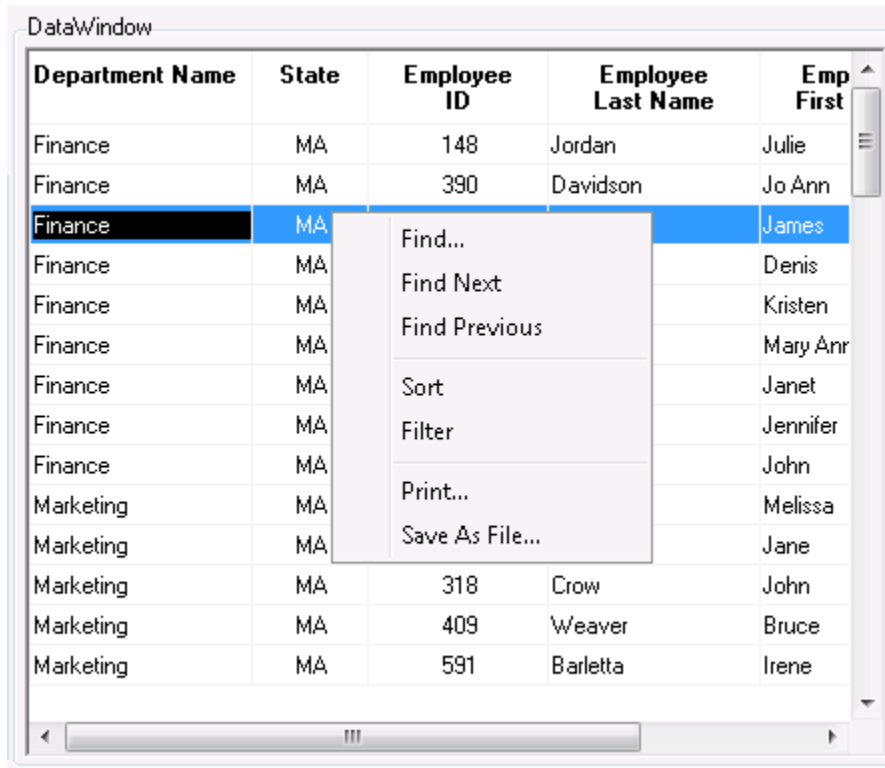 DataWindow
Department Name State Employee ID Employee Last Name Emp First
Finance MA 148 Jordan Julie
Finance MA 390 Davidson Jo Ann
Finance MA James
Finance MA Denis
Finance MA Kristen
Finance MA Mary Ann
Finance MA Janet
Finance MA Jennifer
Finance MA John
Marketing MA Melissa
Marketing MA Jane
Marketing MA 318 Crow John
Marketing MA 409 Weaver Bruce
Marketing MA 591 Barletta Irene
Find...
Find Next
Find Previous
Sort
Filter
Print...
Save As File...